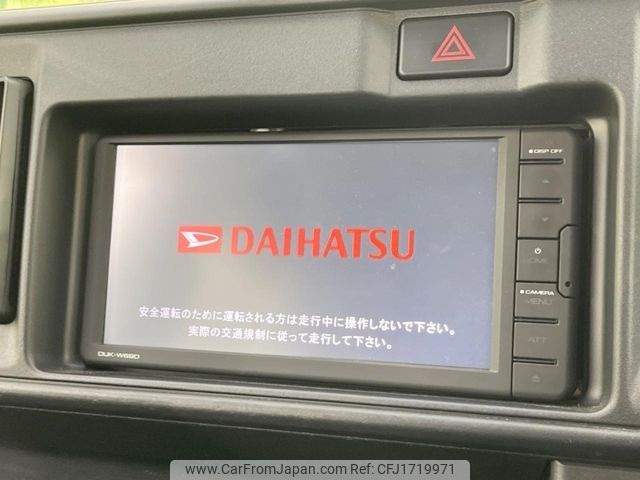 DISP OFF
DAIHATSU
HOME
CAMERA
MENU
安全運転のために運転される方は走行中に操作しないで下さい。
実際の交通規制に従って走行して下さい。
ATT
DUK-W69D
www.CarFromJapan.com | © CarFromJapan | ID: CFJ1719971